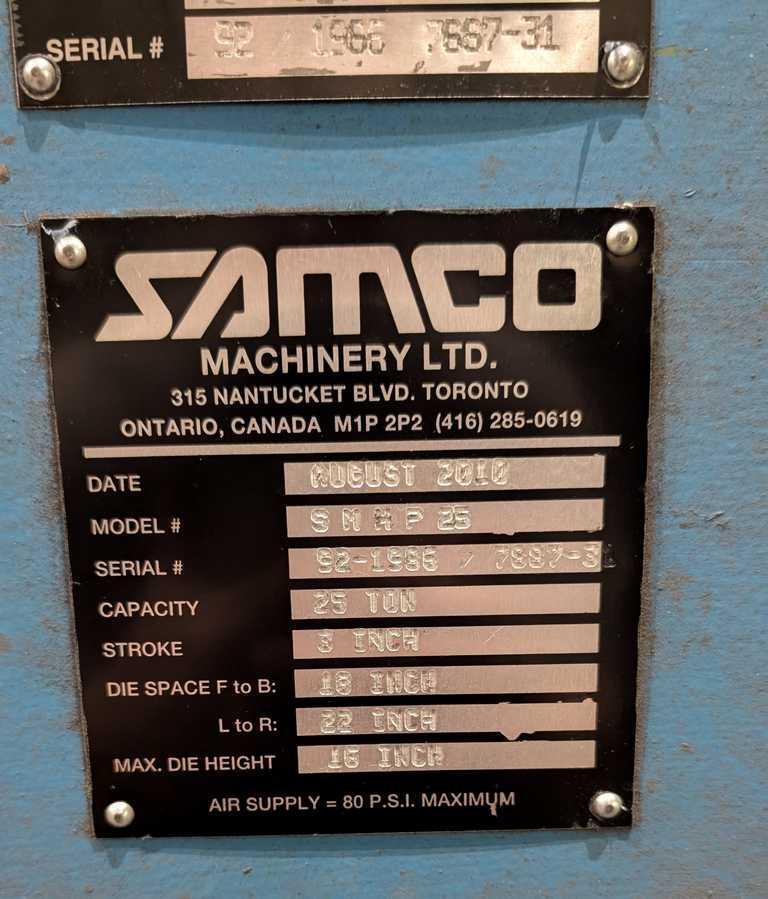 SERIAL # 92 / 1986 7887-31
SAMCO
MACHINERY LTD.
315 NANTUCKET BLVD. TORONTO
ONTARIO, CANADA M1P 2P2 (416) 285-0619
DATE AUGUST 2010
MODEL # S M H P 25
SERIAL # 92-1986 / 7887-31
CAPACITY 25 TON
STROKE 3 INCH
DIE SPACE F to B: 18 INCH
L to R: 22 INCH
MAX. DIE HEIGHT 16 INCH
AIR SUPPLY = 80 P.S.I. MAXIMUM